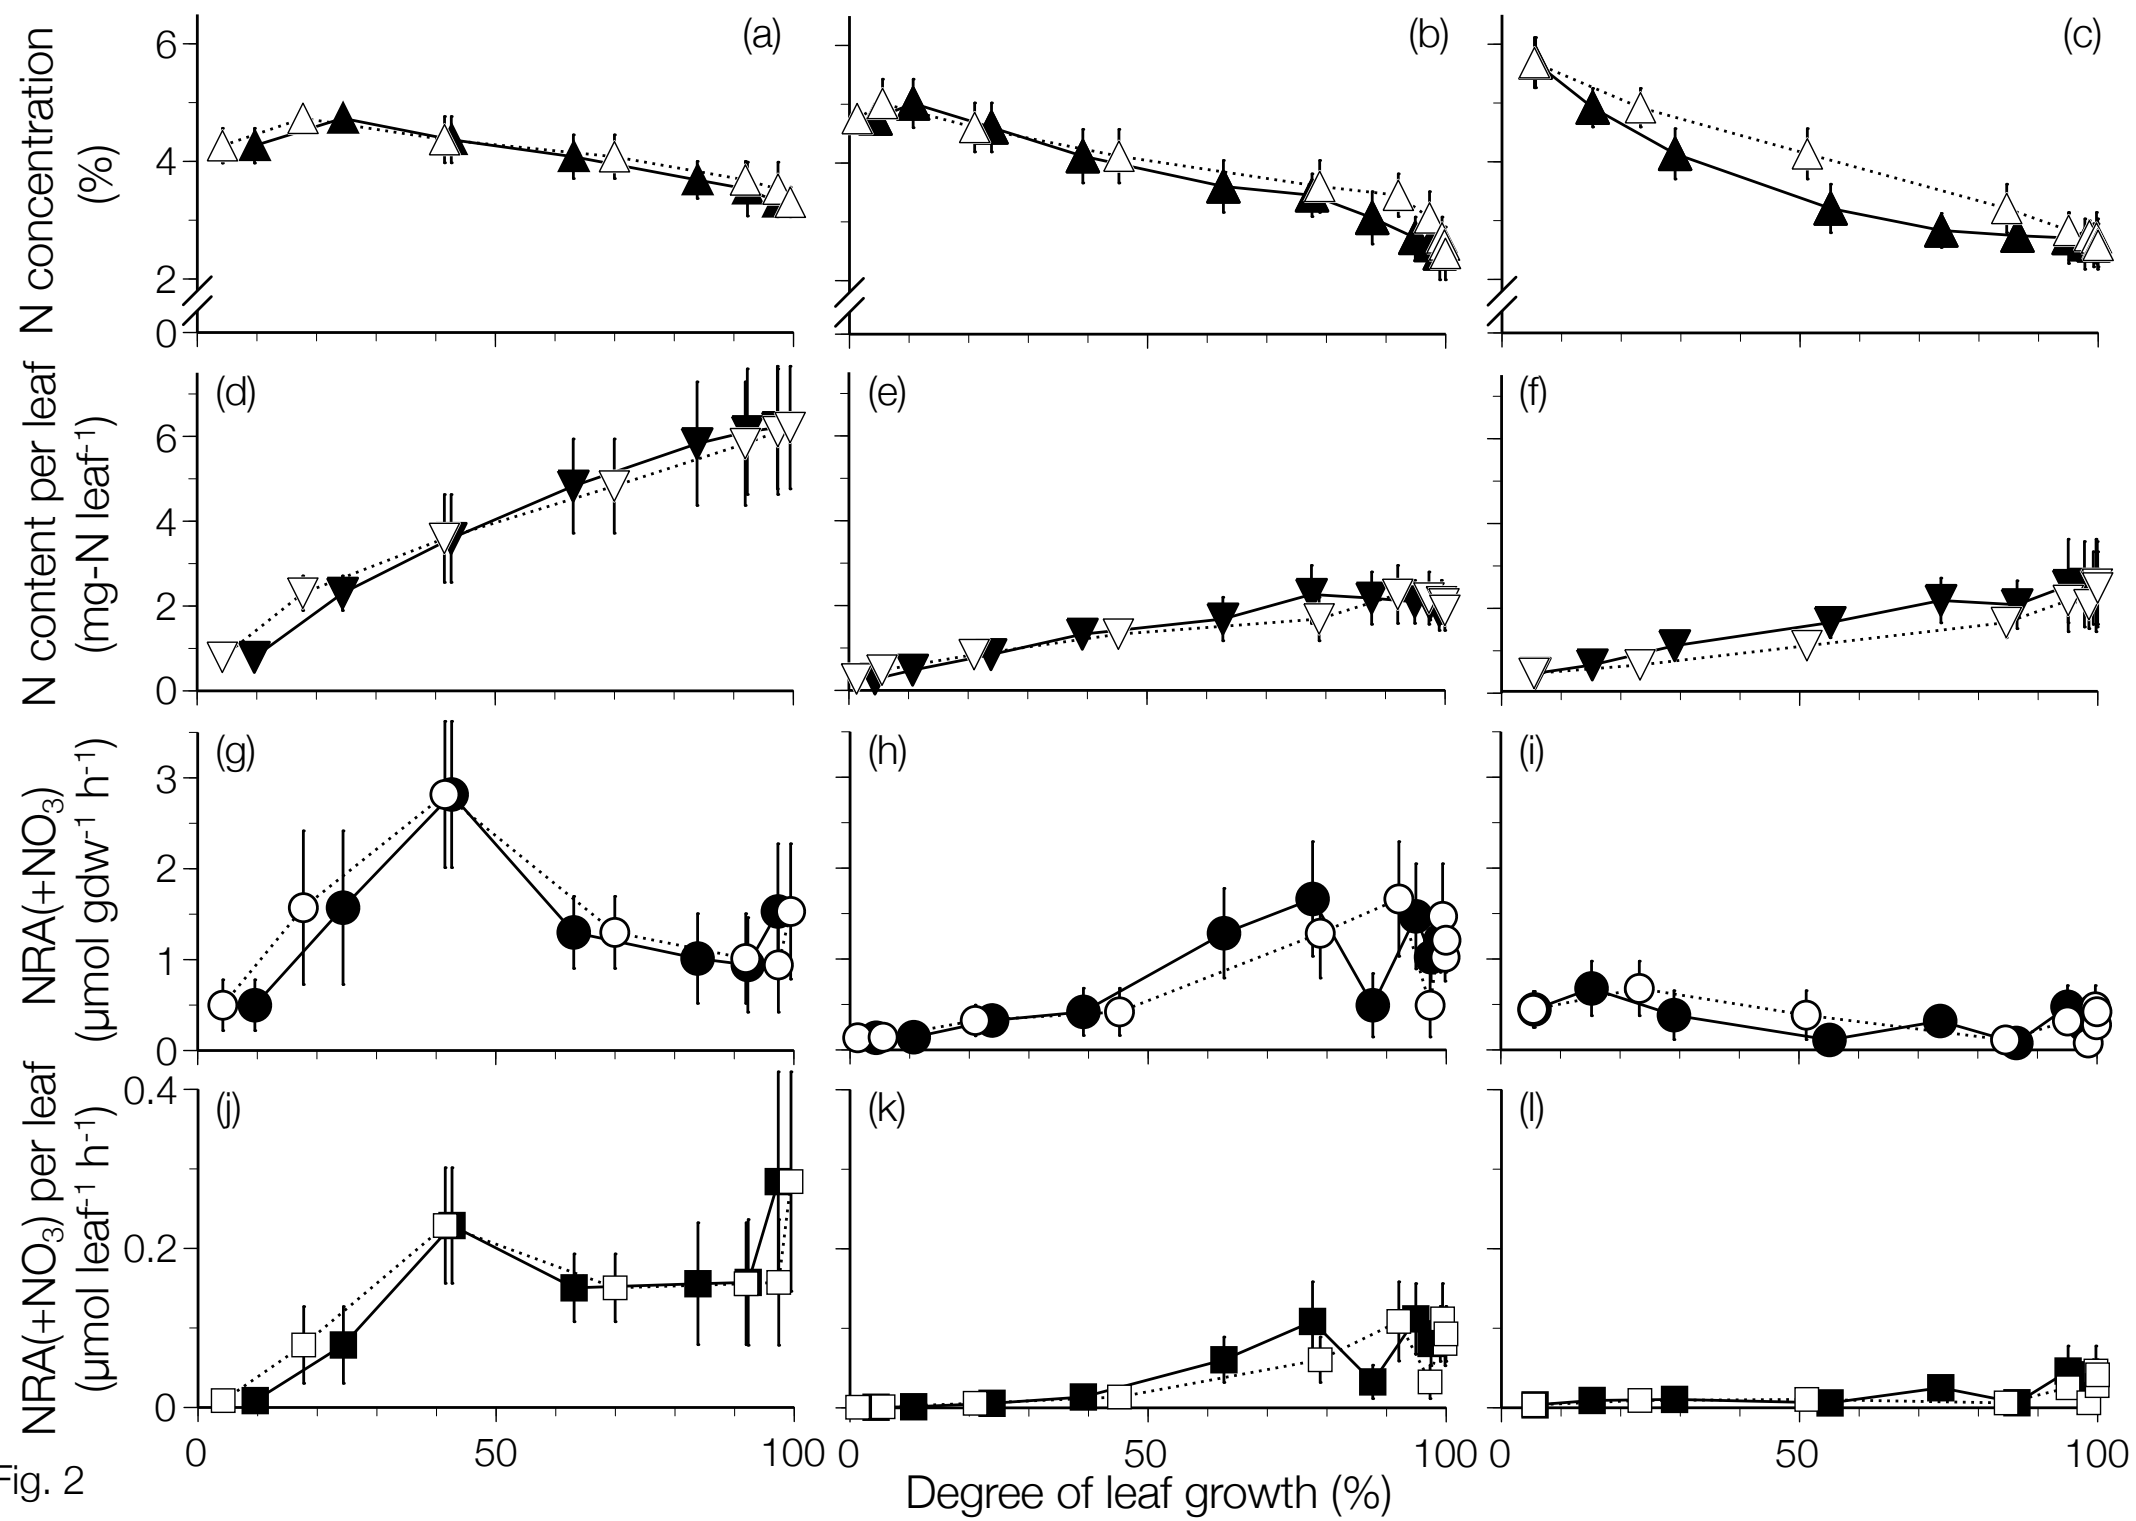 N concentration
(%)
6
4
2
0
(a)
(b)
(c)
N content per leaf
(mg-N leaf-1)
6
4
2
0
(d)
(e)
(f)
NRA(+NO3)
(μmol gdw-1 h-1)
3
2
1
0
(g)
(h)
(i)
NRA(+NO3) per leaf
(μmol leaf-1 h-1)
0.4
0.2
0
(j)
(k)
(l)
0 50 100 0 50 100 0 50 100
Degree of leaf growth (%)
Fig. 2